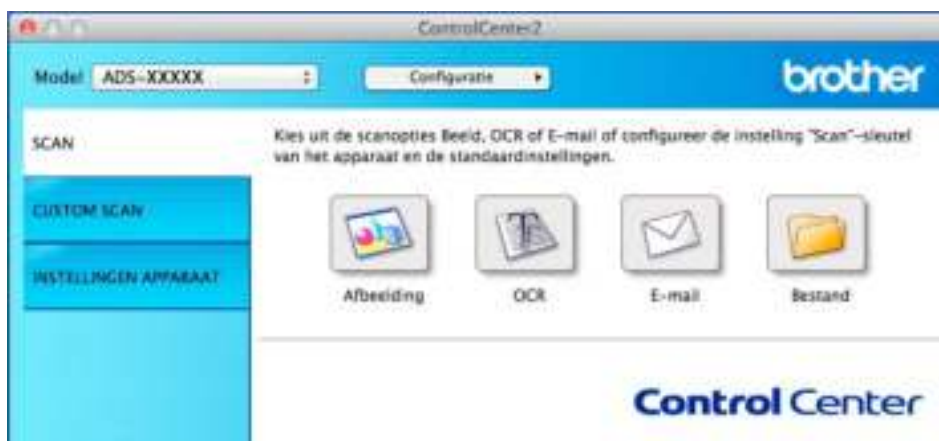 ControlCenter2
Model ADS-XXXXX Configuratie brother
SCAN
Kies uit de scanopties Beeld, OCR of E-mail of configureer de instelling "Scan"-sleutel
van het apparaat en de standaardinstellingen.
CUSTOM SCAN
INSTELLINGEN APPARAAT
Afbeelding OCR E-mail Bestand
Control Center